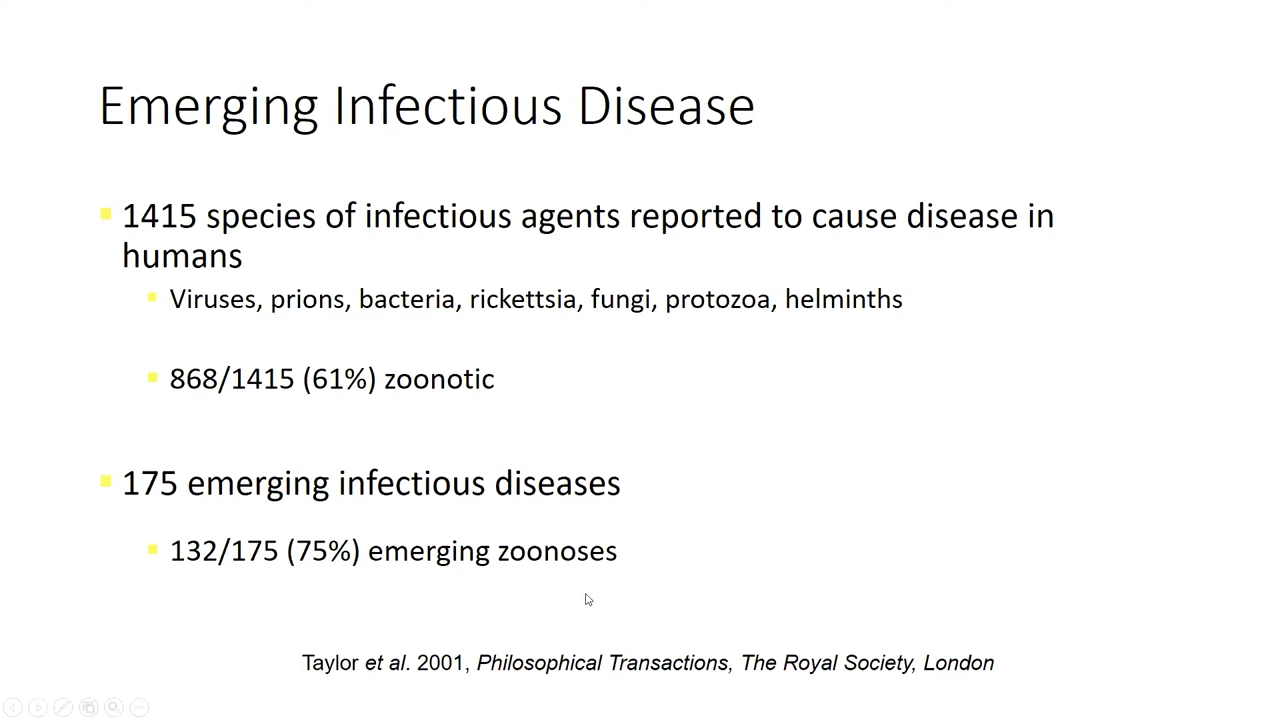 Emerging Infectious Disease
1415 species of infectious agents reported to cause disease in
humans
Viruses, prions, bacteria, rickettsia, fungi, protozoa, helminths
868/1415 (61%) zoonotic
175 emerging infectious diseases
132/175 (75%) emerging zoonoses
Taylor et al. 2001, Philosophical Transactions, The Royal Society, London